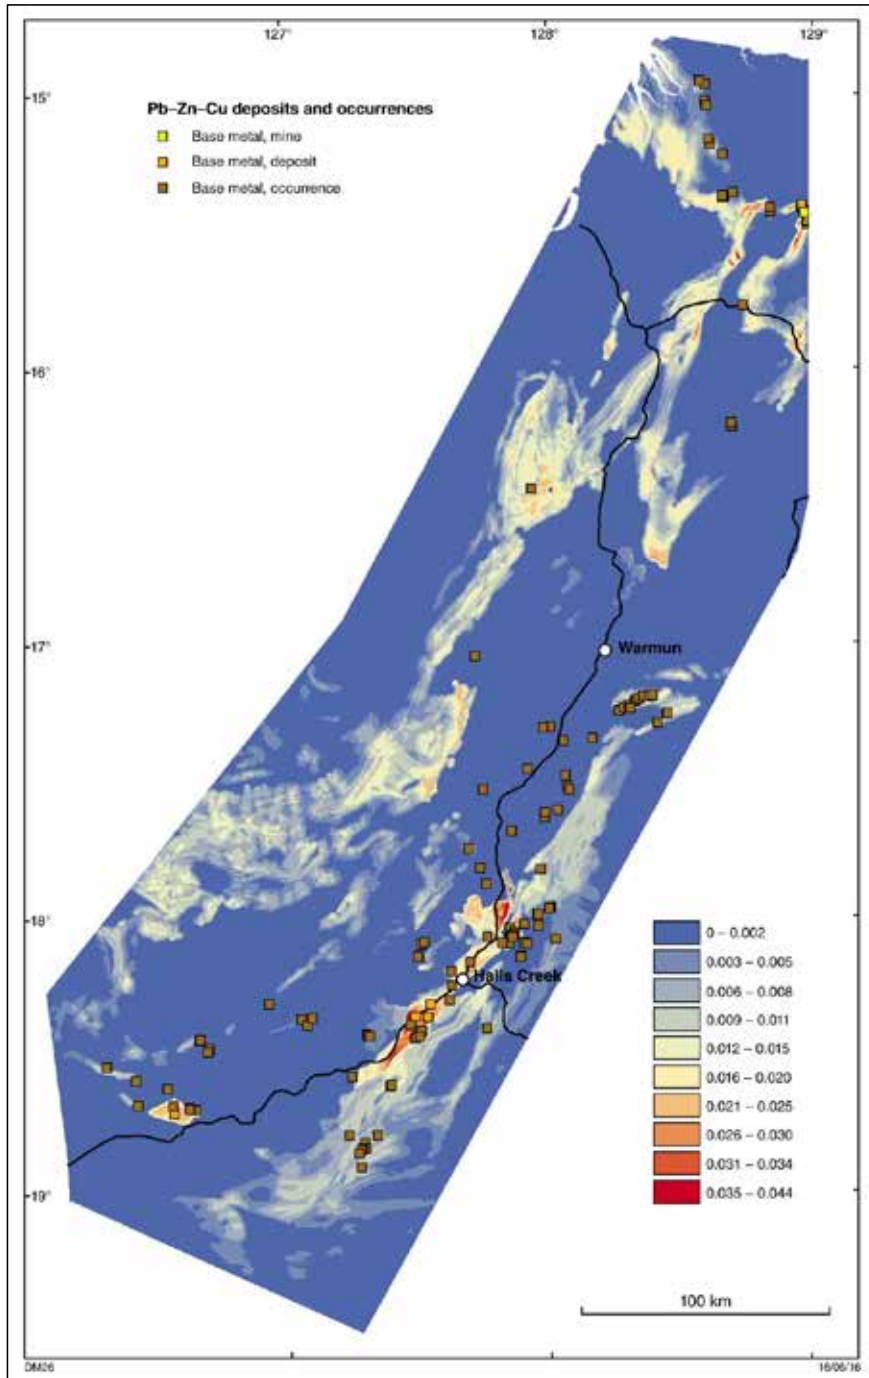 127°
128°
129°
15°
Pb–Zn–Cu deposits and occurrences
Base metal, mine
Base metal, deposit
Base metal, occurrence
16°
17°
Warmun
18°
0 – 0.002
0.003 – 0.005
0.006 – 0.008
Halls Creek
0.009 – 0.011
0.012 – 0.015
0.016 – 0.020
0.021 – 0.025
0.026 – 0.030
0.031 – 0.034
0.035 – 0.044
19°
100 km
DM26
16/06/16